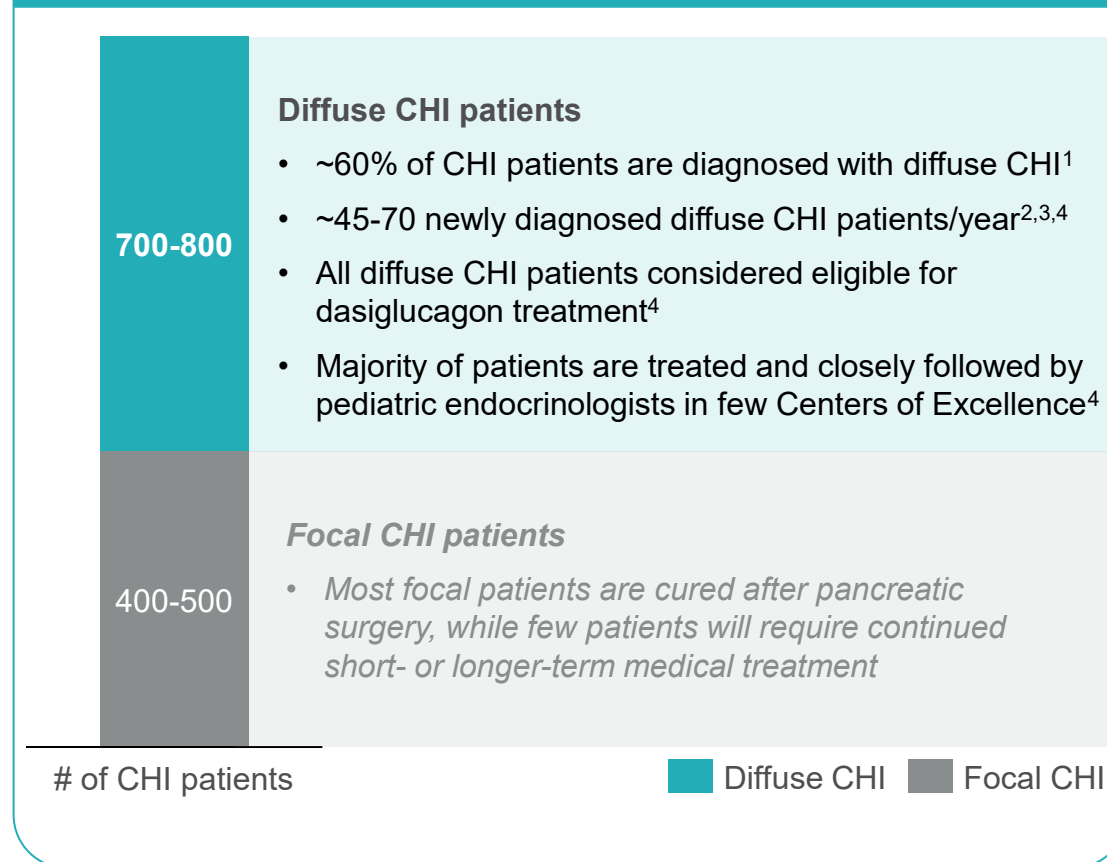 Diffuse CHI patients
• ~60% of CHI patients are diagnosed with diffuse CHI1
• ~45-70 newly diagnosed diffuse CHI patients/year2,3,4
700-800
• All diffuse CHI patients considered eligible for
dasiglucagon treatment4
• Majority of patients are treated and closely followed by
pediatric endocrinologists in few Centers of Excellence4
Focal CHI patients
400-500
• Most focal patients are cured after pancreatic
surgery, while few patients will require continued
short- or longer-term medical treatment
# of CHI patients
Diffuse CHI
Focal CHI